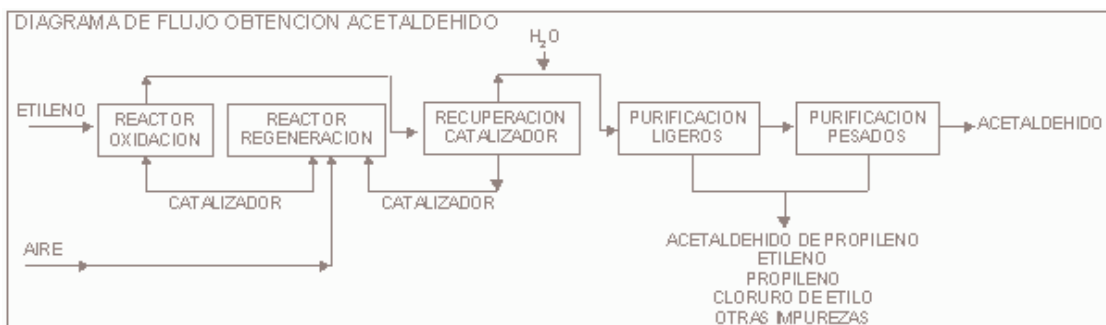 DIAGRAMA DE FLUJO OBTENCION ACETALDEHIDO
H₂O
ETILENO
REACTOR
OXIDACION
REACTOR
REGENERACION
RECUPERACION
CATALIZADOR
PURIFICACION
LIGEROS
PURIFICACION
PESADOS
ACETALDEHIDO
CATALIZADOR
CATALIZADOR
AIRE
ACETALDEHIDO DE PROPILENO
ETILENO
PROPILENO
CLORURO DE ETILO
OTRAS IMPUREZAS